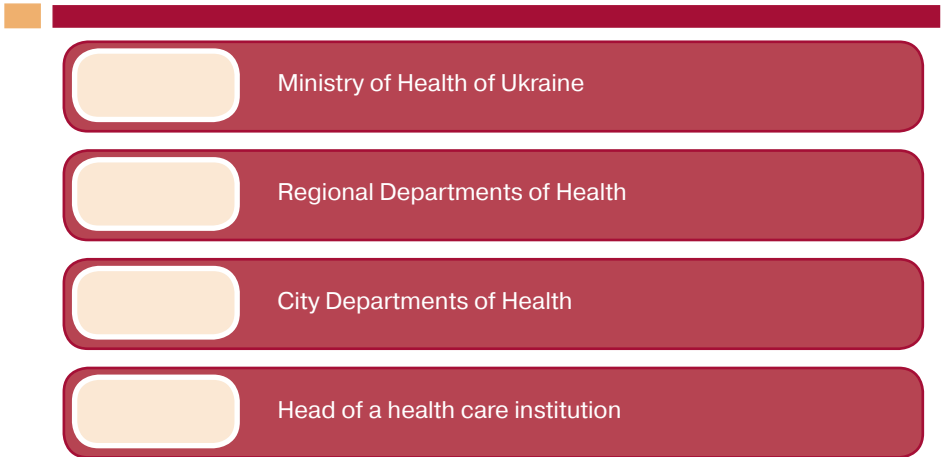 Ministry of Health of Ukraine
Regional Departments of Health
City Departments of Health
Head of a health care institution